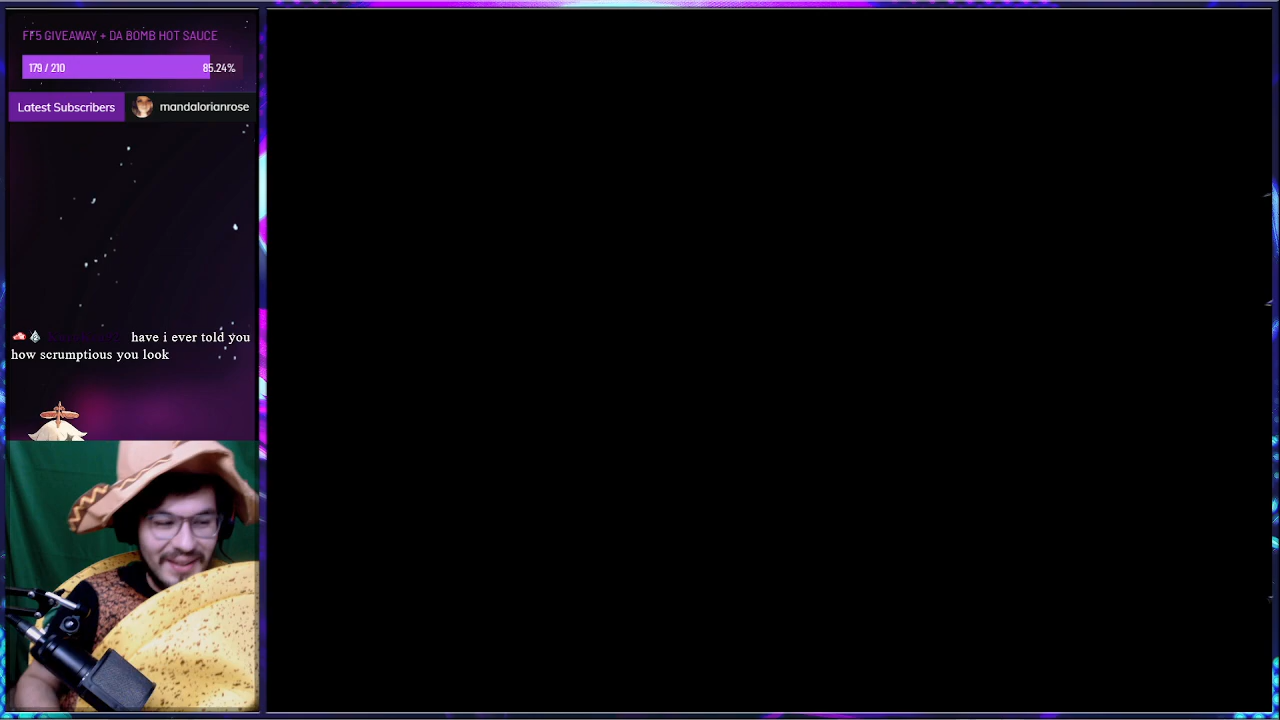 FF5 GIVEAWAY + DA BOMB HOT SAUCE
179 / 210 85.24%
Latest Subscribers mandalorianrose
have i ever told you
how scrumptious you look